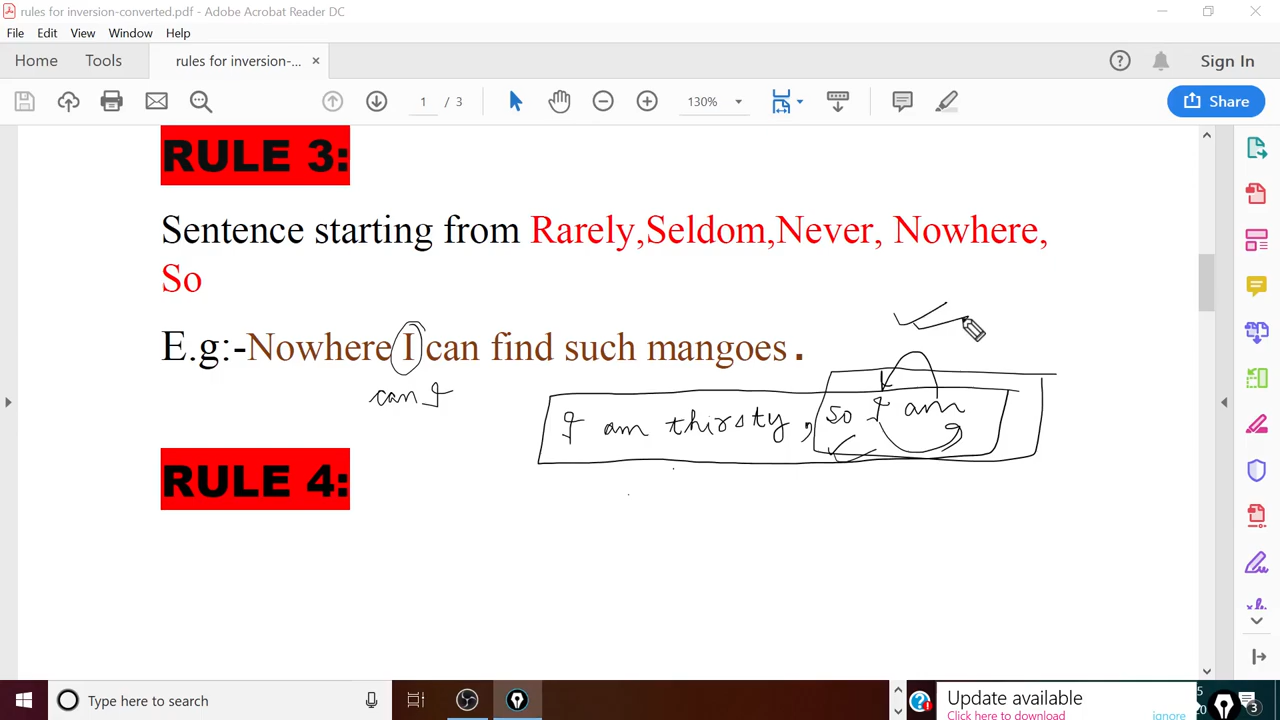 rules for inversion-converted.pdf - Adobe Acrobat Reader DC
File Edit View Window Help
Home Tools rules for inversion-... × Sign In
1 / 3 130% Share
RULE 3:
Sentence starting from Rarely,Seldom,Never, Nowhere,
So
E.g:-Nowhere I can find such mangoes.
can I
I am thirsty, so I am
RULE 4:
Type here to search
Update available
Click here to download ignore
5
20
3